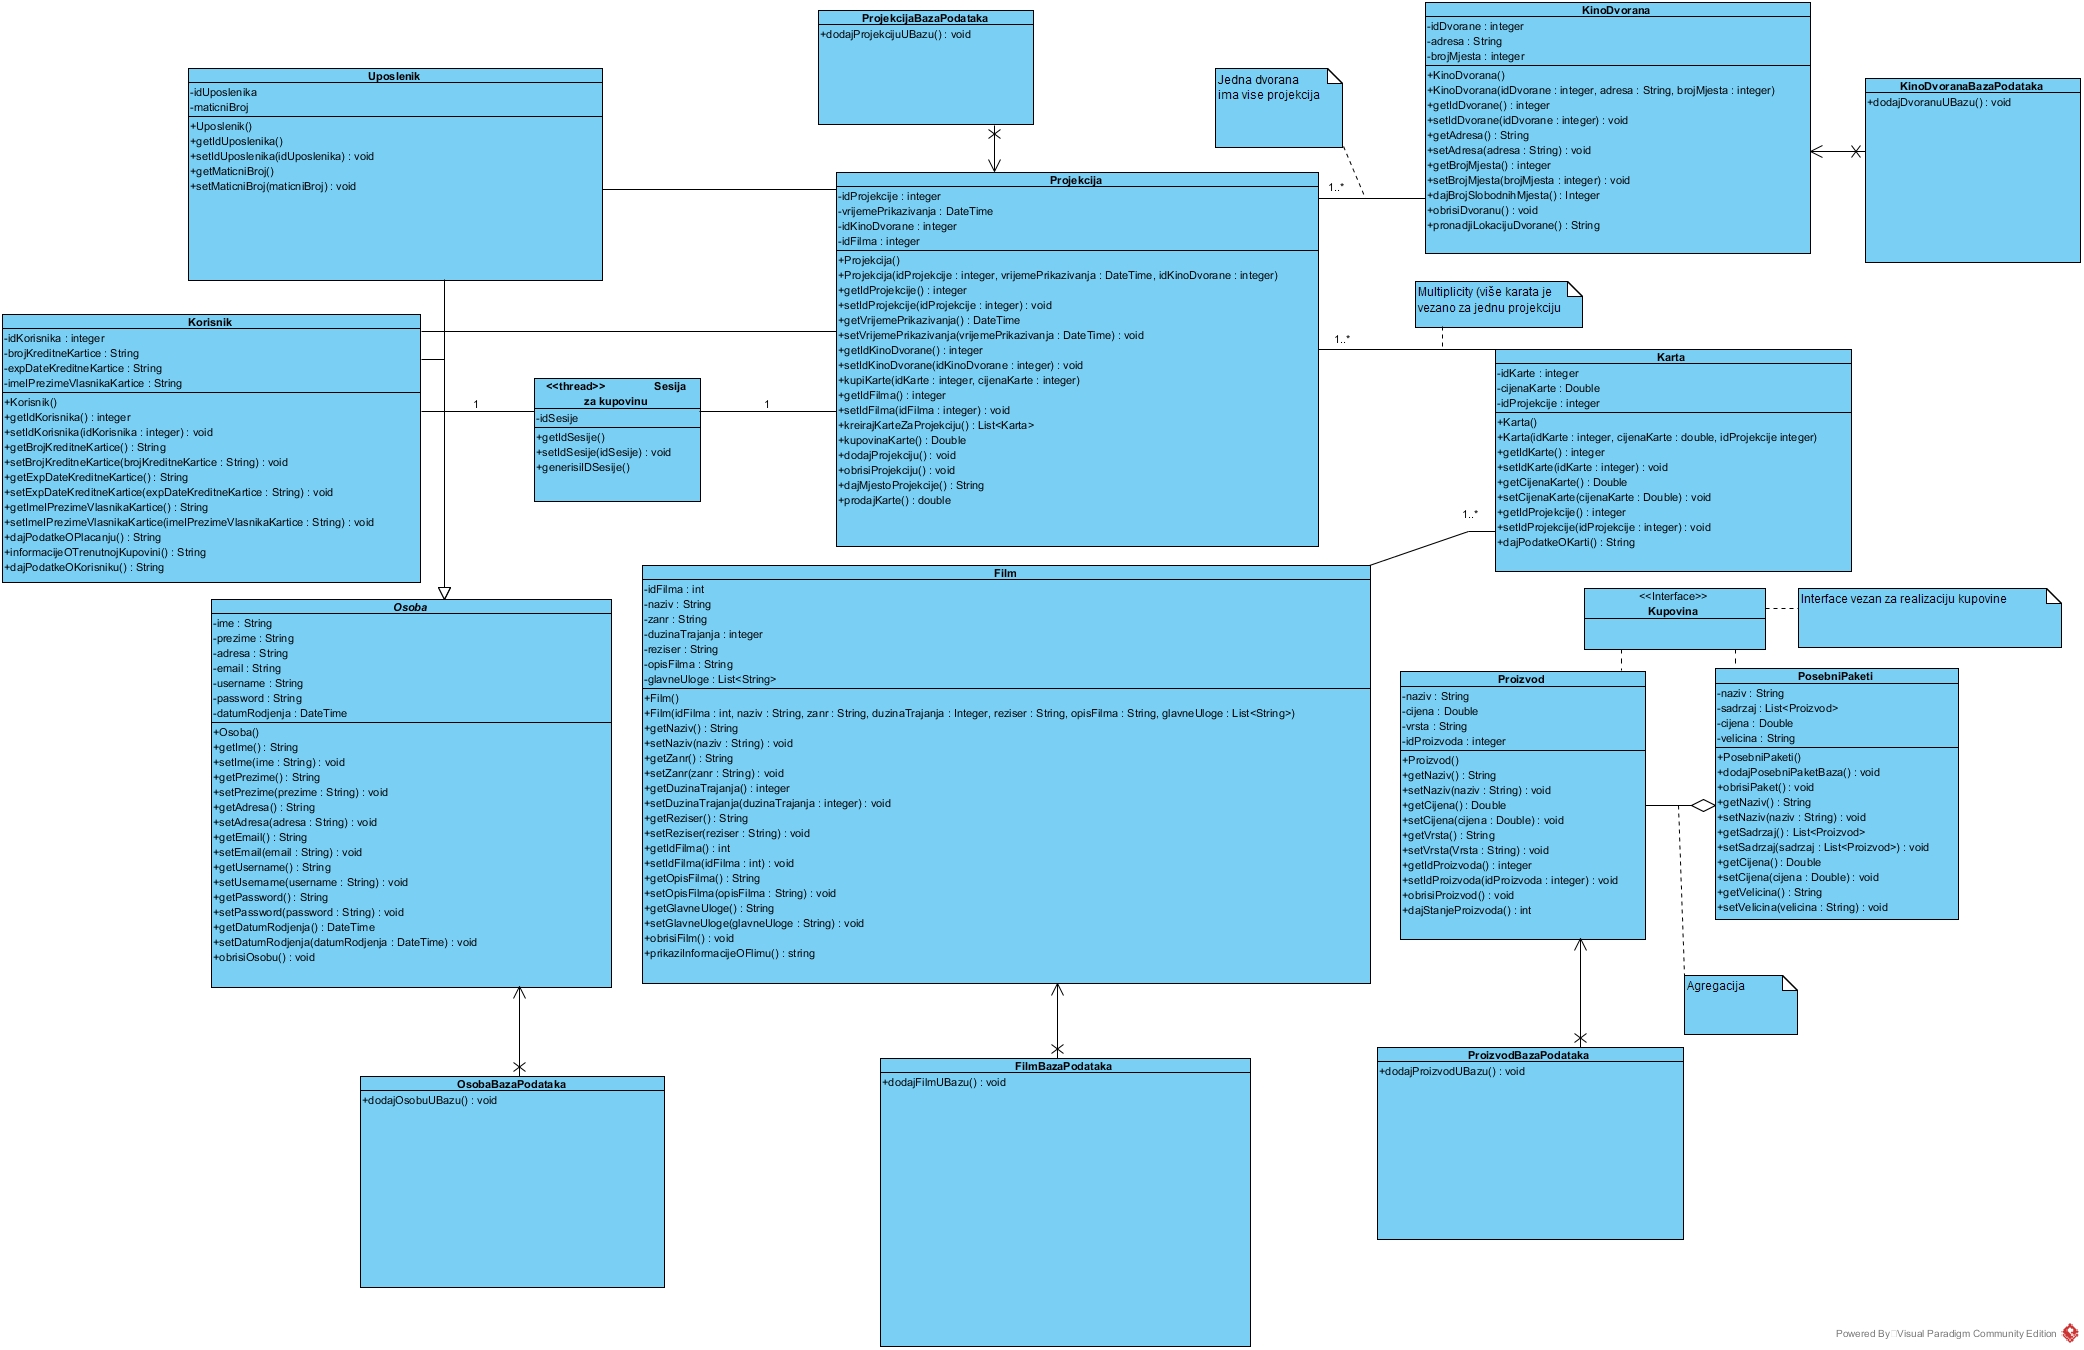 ProjekcijaBazaPodataka
+dodajProjekcijuUBazu() : void
KinoDvorana
-idDvorane : integer
-adresa : String
-brojMjesta : integer
+KinoDvorana()
+KinoDvorana(idDvorane : integer, adresa : String, brojMjesta : integer)
+getIdDvorane() : integer
+setIdDvorane(idDvorane : integer) : void
+getAdresa() : String
+setAdresa(adresa : String) : void
+getBrojMjesta() : integer
+setBrojMjesta(brojMjesta : integer) : void
+dajBrojSlobodnihMjesta() : Integer
+obrisiDvoranu() : void
+pronadjiLokacijuDvorane() : String
KinoDvoranaBazaPodataka
+dodajDvoranuUBazu() : void
Jedna dvorana
ima vise projekcija
1..*
Uposlenik
-idUposlenika
-maticniBroj
+Uposlenik()
+getIdUposlenika()
+setIdUposlenika(idUposlenika) : void
+getMaticniBroj()
+setMaticniBroj(maticniBroj) : void
Projekcija
-idProjekcije : integer
-vrijemePrikazivanja : DateTime
-idKinoDvorane : integer
-idFilma : integer
+Projekcija()
+Projekcija(idProjekcije : integer, vrijemePrikazivanja : DateTime, idKinoDvorane : integer)
+getIdProjekcije() : integer
+setIdProjekcije(idProjekcije : integer) : void
+getVrijemePrikazivanja() : DateTime
+setVrijemePrikazivanja(vrijemePrikazivanja : DateTime) : void
+getIdKinoDvorane() : integer
+setIdKinoDvorane(idKinoDvorane : integer) : void
+kupiKarte(idKarte : integer, cijenaKarte : integer)
+getIdFilma() : integer
+setIdFilma(idFilma : integer) : void
+kreirajKarteZaProjekciju() : List<Karta>
+kupovinaKarte() : Double
+dodajProjekciju() : void
+obrisiProjekciju() : void
+dajMjestoProjekcije() : String
+prodajKarte() : double
Multiplicity (više karata je
vezano za jednu projekciju
1..*
Korisnik
-idKorisnika : integer
-brojKreditneKartice : String
-expDateKreditneKartice : String
-imeIPrezimeVlasnikaKartice : String
+Korisnik()
+getIdKorisnika() : integer
+setIdKorisnika(idKorisnika : integer) : void
+getBrojKreditneKartice() : String
+setBrojKreditneKartice(brojKreditneKartice : String) : void
+getExpDateKreditneKartice() : String
+setExpDateKreditneKartice(expDateKreditneKartice : String) : void
+getImeIPrezimeVlasnikaKartice() : String
+setImeIPrezimeVlasnikaKartice(imeIPrezimeVlasnikaKartice : String) : void
+dajPodatkeOPlacanju() : String
+informacijeOTrenutnojKupovini() : String
+dajPodatkeOKorisniku() : String
1
<<thread>> Sesija
za kupovinu
-idSesije
+getIdSesije()
+setIdSesije(idSesije) : void
+generisiIDSesije()
1
Karta
-idKarte : integer
-cijenaKarte : Double
-idProjekcije : integer
+Karta()
+Karta(idKarte : integer, cijenaKarte : double, idProjekcije integer)
+getIdKarte() : integer
+setIdKarte(idKarte : integer) : void
+getCijenaKarte() : Double
+setCijenaKarte(cijenaKarte : Double) : void
+getIdProjekcije() : integer
+setIdProjekcije(idProjekcije : integer) : void
+dajPodatkeOKarti() : String
1..*
Osoba
-ime : String
-prezime : String
-adresa : String
-email : String
-username : String
-password : String
-datumRodjenja : DateTime
+Osoba()
+getIme() : String
+setIme(ime : String) : void
+getPrezime() : String
+setPrezime(prezime : String) : void
+getAdresa() : String
+setAdresa(adresa : String) : void
+getEmail() : String
+setEmail(email : String) : void
+getUsername() : String
+setUsername(username : String) : void
+getPassword() : String
+setPassword(password : String) : void
+getDatumRodjenja() : DateTime
+setDatumRodjenja(datumRodjenja : DateTime) : void
+obrisiOsobu() : void
Film
-idFilma : int
-naziv : String
-zanr : String
-duzinaTrajanja : integer
-reziser : String
-opisFilma : String
-glavneUloge : List<String>
+Film()
+Film(idFilma : int, naziv : String, zanr : String, duzinaTrajanja : Integer, reziser : String, opisFilma : String, glavneUloge : List<String>)
+getNaziv() : String
+setNaziv(naziv : String) : void
+getZanr() : String
+setZanr(zanr : String) : void
+getDuzinaTrajanja() : integer
+setDuzinaTrajanja(duzinaTrajanja : integer) : void
+getReziser() : String
+setReziser(reziser : String) : void
+getIdFilma() : int
+setIdFilma(idFilma : int) : void
+getOpisFilma() : String
+setOpisFilma(opisFilma : String) : void
+getGlavneUloge() : String
+setGlavneUloge(glavneUloge : String) : void
+obrisiFilm() : void
+prikaziInformacijeOFlimu() : string
<<Interface>>
Kupovina
Interface vezan za realizaciju kupovine
Proizvod
-naziv : String
-cijena : Double
-vrsta : String
-idProizvoda : integer
+Proizvod()
+getNaziv() : String
+setNaziv(naziv : String) : void
+getCijena() : Double
+setCijena(cijena : Double) : void
+getVrsta() : String
+setVrsta(Vrsta : String) : void
+getIdProizvoda() : integer
+setIdProizvoda(idProizvoda : integer) : void
+obrisiProizvod() : void
+dajStanjeProizvoda() : int
PosebniPaketi
-naziv : String
-sadrzaj : List<Proizvod>
-cijena : Double
-velicina : String
+PosebniPaketi()
+dodajPosebniPaketBaza() : void
+obrisiPaket() : void
+getNaziv() : String
+setNaziv(naziv : String) : void
+getSadrzaj() : List<Proizvod>
+setSadrzaj(sadrzaj : List<Proizvod>) : void
+getCijena() : Double
+setCijena(cijena : Double) : void
+getVelicina() : String
+setVelicina(velicina : String) : void
Agregacija
OsobaBazaPodataka
+dodajOsobuUBazu() : void
FilmBazaPodataka
+dodajFilmUBazu() : void
ProizvodBazaPodataka
+dodajProizvodUBazu() : void
Powered By Visual Paradigm Community Edition